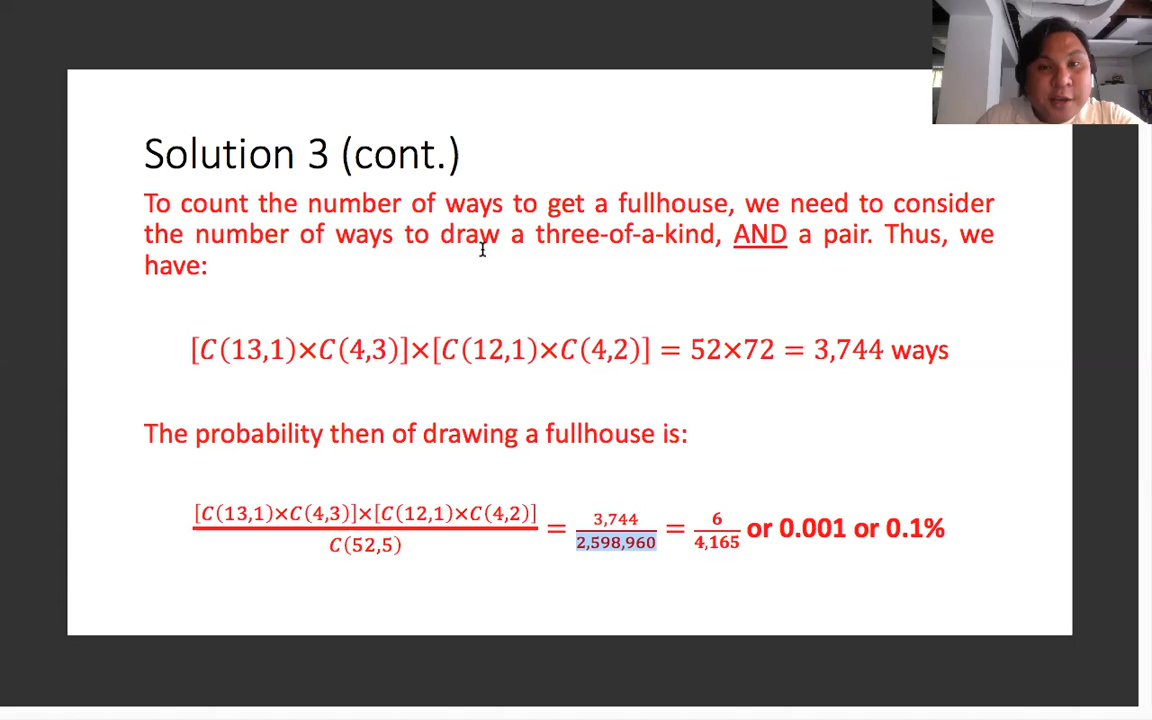 Solution 3 (cont.)
To count the number of ways to get a fullhouse, we need to consider
the number of ways to draw a three-of-a-kind, AND a pair. Thus, we
have:
[C(13,1)×C(4,3)]×[C(12,1)×C(4,2)] = 52×72 = 3,744 ways
The probability then of drawing a fullhouse is:
[C(13,1)×C(4,3)]×[C(12,1)×C(4,2)] / C(52,5) = 3,744 / 2,598,960 = 6 / 4,165 or 0.001 or 0.1%